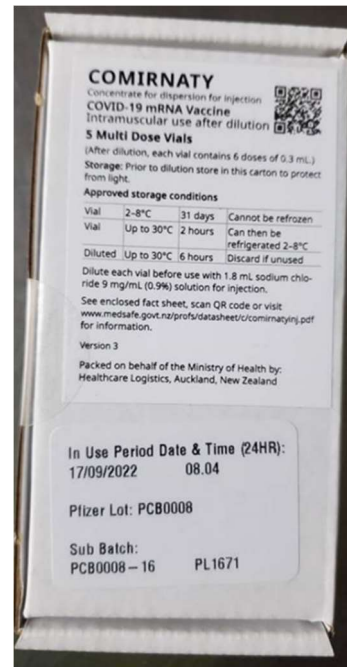 COMIRNATY
Concentrate for dispersion for injection
COVID-19 mRNA Vaccine
Intramuscular use after dilution
5 Multi Dose Vials
(After dilution, each vial contains 6 doses of 0.3 mL.)
Storage: Prior to dilution store in this carton to protect
from light.
Approved storage conditions
Vial 2–8°C 31 days Cannot be refrozen
Vial Up to 30°C 2 hours Can then be
refrigerated 2–8°C
Diluted Up to 30°C 6 hours Discard if unused
Dilute each vial before use with 1.8 mL sodium chlo-
ride 9 mg/mL (0.9%) solution for injection.
See enclosed fact sheet, scan QR code or visit
www.medsafe.govt.nz/profs/datasheet/c/comirnatyinj.pdf
for information.
Version 3
Packed on behalf of the Ministry of Health by:
Healthcare Logistics, Auckland, New Zealand
In Use Period Date & Time (24HR):
17/09/2022 08.04
Pfizer Lot: PCB0008
Sub Batch:
PCB0008 – 16 PL1671